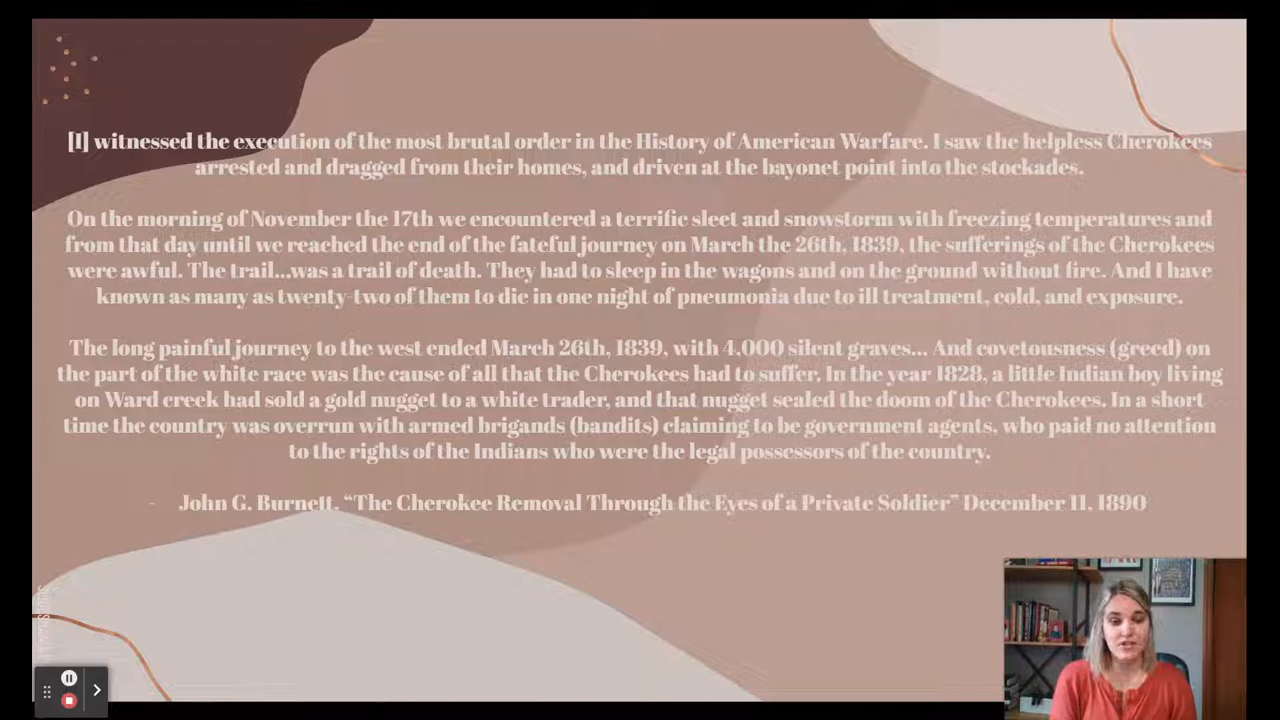 [I] witnessed the execution of the most brutal order in the History of American Warfare. I saw the helpless Cherokees
arrested and dragged from their homes, and driven at the bayonet point into the stockades.
On the morning of November the 17th we encountered a terrific sleet and snowstorm with freezing temperatures and
from that day until we reached the end of the fateful journey on March the 26th, 1839, the sufferings of the Cherokees
were awful. The trail...was a trail of death. They had to sleep in the wagons and on the ground without fire. And I have
known as many as twenty-two of them to die in one night of pneumonia due to ill treatment, cold, and exposure.
The long painful journey to the west ended March 26th, 1839, with 4,000 silent graves... And covetousness (greed) on
the part of the white race was the cause of all that the Cherokees had to suffer. In the year 1828, a little Indian boy living
on Ward creek had sold a gold nugget to a white trader, and that nugget sealed the doom of the Cherokees. In a short
time the country was overrun with armed brigands (bandits) claiming to be government agents, who paid no attention
to the rights of the Indians who were the legal possessors of the country.
- John G. Burnett, “The Cherokee Removal Through the Eyes of a Private Soldier” December 11, 1890